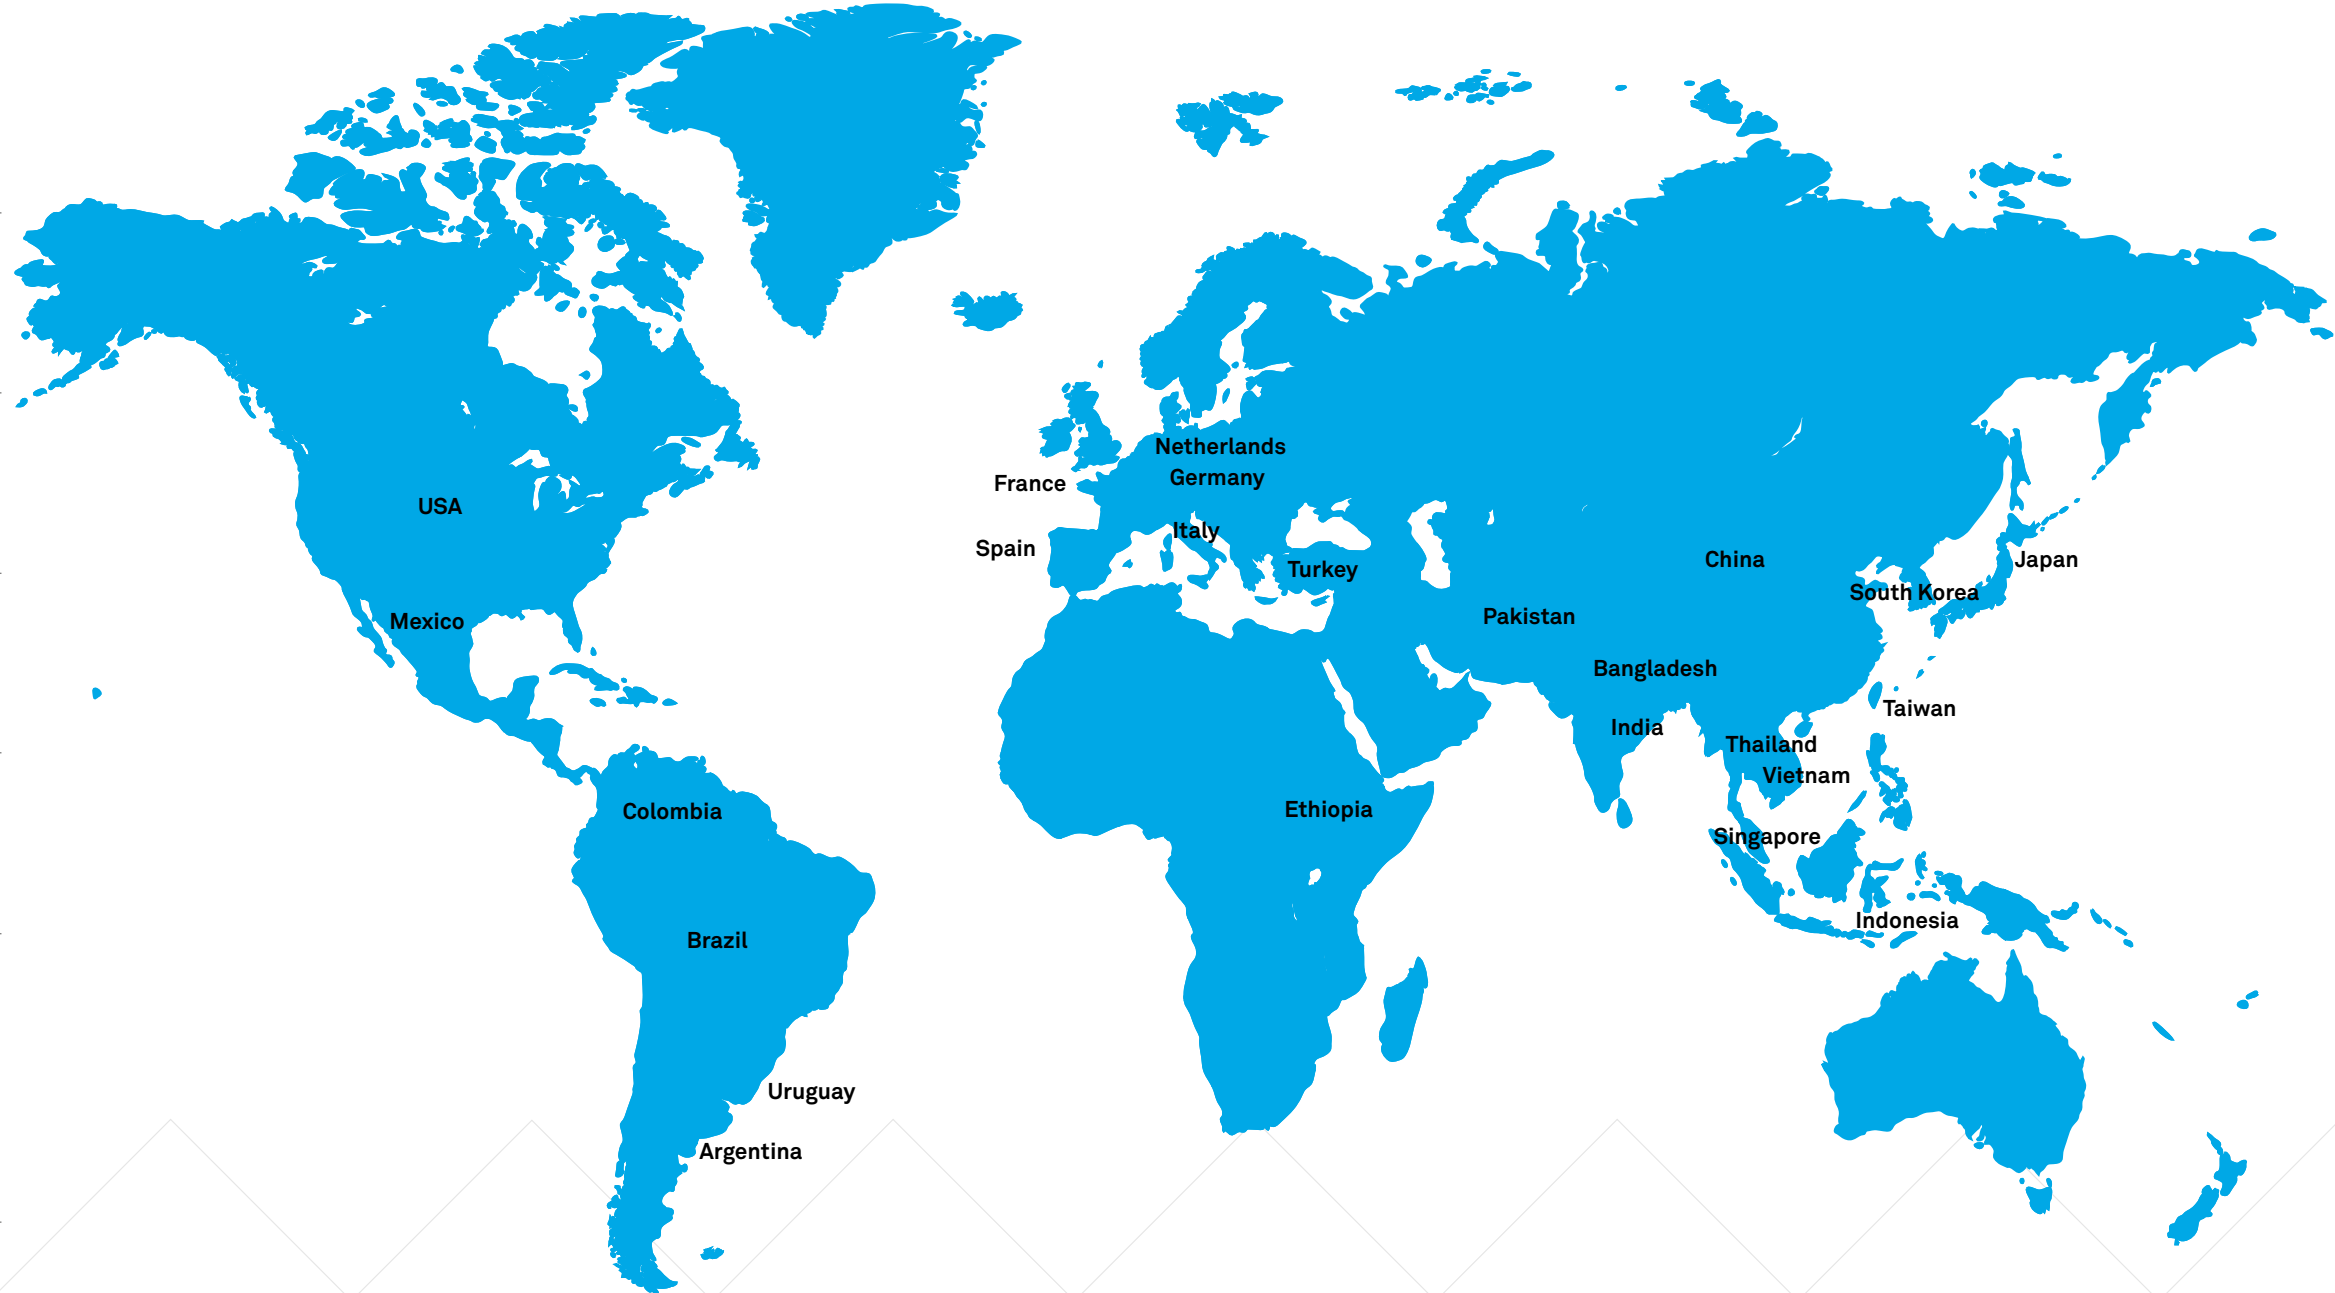 Netherlands
Germany
France
USA
Italy
Spain
Turkey
China
Japan
South Korea
Pakistan
Mexico
Bangladesh
Taiwan
India
Thailand
Vietnam
Ethiopia
Colombia
Singapore
Indonesia
Brazil
Uruguay
Argentina